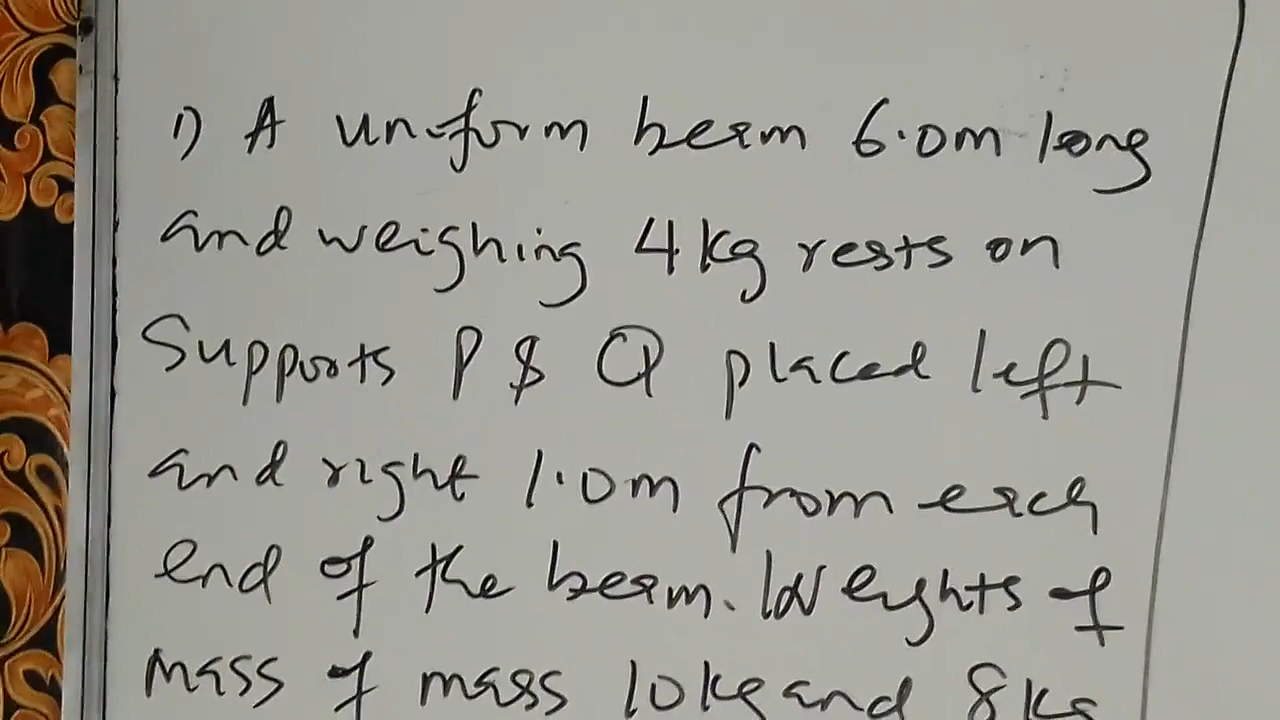 1) A uniform beam 6.0m long
and weighing 4kg rests on
Supports P & Q placed left
and right 1.0m from each
end of the beam. Weights of
mass of mass 10kg and 8kg